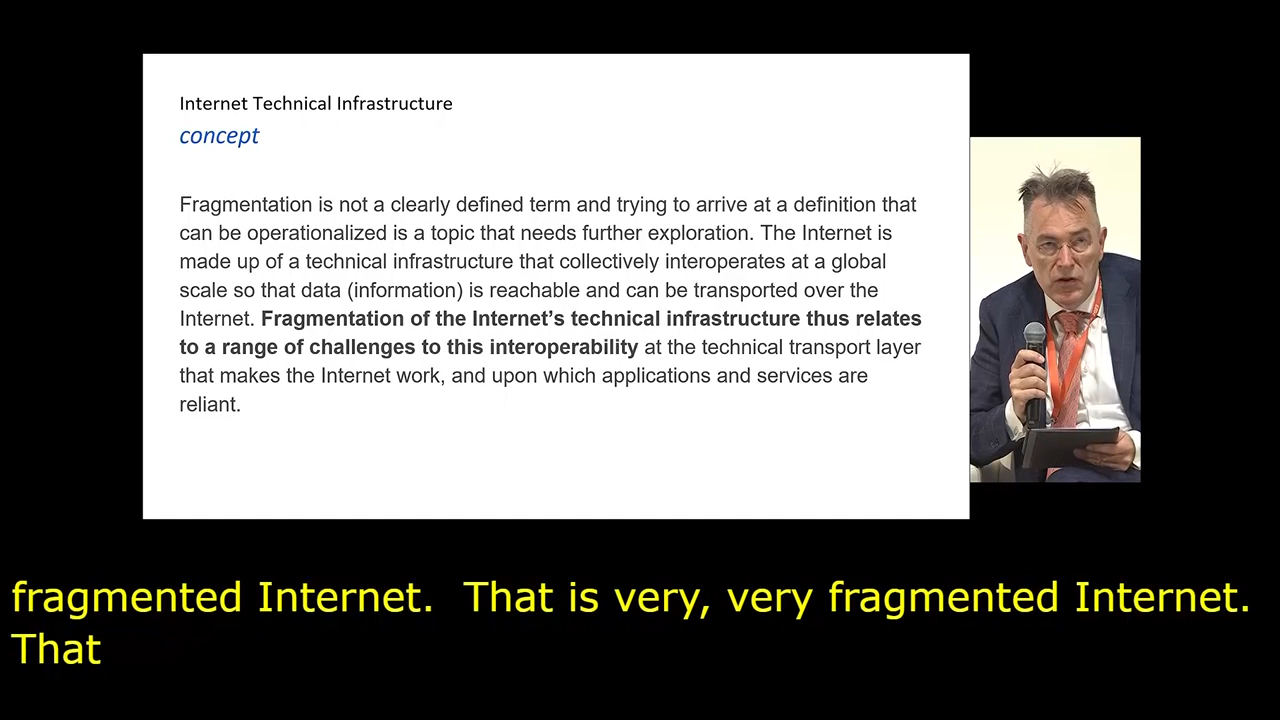 Internet Technical Infrastructure
concept
Fragmentation is not a clearly defined term and trying to arrive at a definition that
can be operationalized is a topic that needs further exploration. The Internet is
made up of a technical infrastructure that collectively interoperates at a global
scale so that data (information) is reachable and can be transported over the
Internet. Fragmentation of the Internet’s technical infrastructure thus relates
to a range of challenges to this interoperability at the technical transport layer
that makes the Internet work, and upon which applications and services are
reliant.
fragmented Internet.  That is very, very fragmented Internet.
That